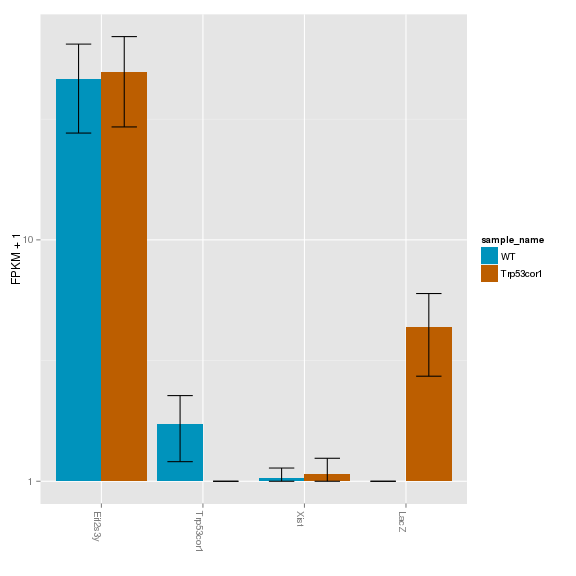 FPKM + 1
10
1
Eif2s3y
Trp53cor1
Xist
LacZ
sample_name
WT
Trp53cor1